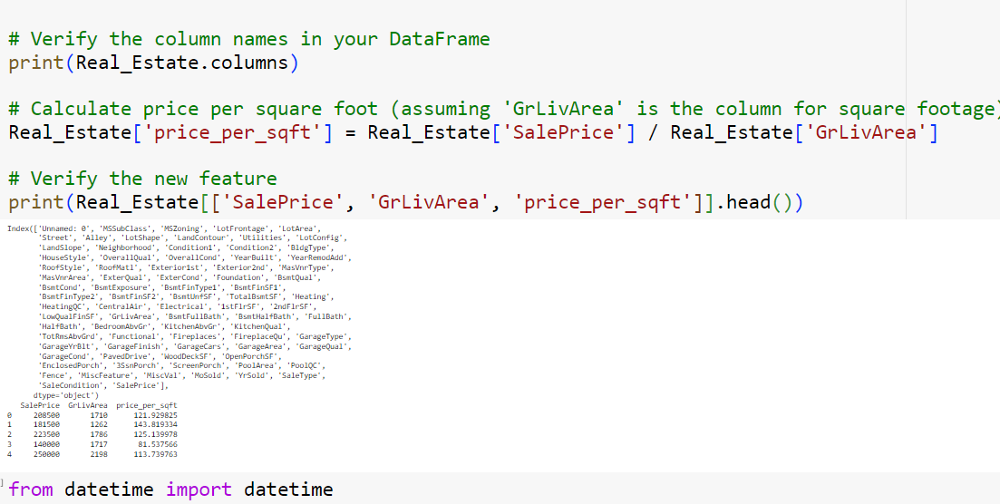 # Verify the column names in your DataFrame
print(Real_Estate.columns)
# Calculate price per square foot (assuming 'GrLivArea' is the column for square footage)
Real_Estate['price_per_sqft'] = Real_Estate['SalePrice'] / Real_Estate['GrLivArea']
# Verify the new feature
print(Real_Estate[['SalePrice', 'GrLivArea', 'price_per_sqft']].head())
Index(['Unnamed: 0', 'MSSubClass', 'MSZoning', 'LotFrontage', 'LotArea',
'Street', 'Alley', 'LotShape', 'LandContour', 'Utilities', 'LotConfig',
'LandSlope', 'Neighborhood', 'Condition1', 'Condition2', 'BldgType',
'HouseStyle', 'OverallQual', 'OverallCond', 'YearBuilt', 'YearRemodAdd',
'RoofStyle', 'RoofMatl', 'Exterior1st', 'Exterior2nd', 'MasVnrType',
'MasVnrArea', 'ExterQual', 'ExterCond', 'Foundation', 'BsmtQual',
'BsmtCond', 'BsmtExposure', 'BsmtFinType1', 'BsmtFinSF1',
'BsmtFinType2', 'BsmtFinSF2', 'BsmtUnfSF', 'TotalBsmtSF', 'Heating',
'HeatingQC', 'CentralAir', 'Electrical', '1stFlrSF', '2ndFlrSF',
'LowQualFinSF', 'GrLivArea', 'BsmtFullBath', 'BsmtHalfBath', 'FullBath',
'HalfBath', 'BedroomAbvGr', 'KitchenAbvGr', 'KitchenQual',
'TotRmsAbvGrd', 'Functional', 'Fireplaces', 'FireplaceQu', 'GarageType',
'GarageYrBlt', 'GarageFinish', 'GarageCars', 'GarageArea', 'GarageQual',
'GarageCond', 'PavedDrive', 'WoodDeckSF', 'OpenPorchSF',
'EnclosedPorch', '3SsnPorch', 'ScreenPorch', 'PoolArea', 'PoolQC',
'Fence', 'MiscFeature', 'MiscVal', 'MoSold', 'YrSold', 'SaleType',
'SaleCondition', 'SalePrice'],
dtype='object')
SalePrice GrLivArea price_per_sqft
0 208500 1710 121.929825
1 181500 1262 143.819334
2 223500 1786 125.139978
3 140000 1717 81.537566
4 250000 2198 113.739763
] from datetime import datetime